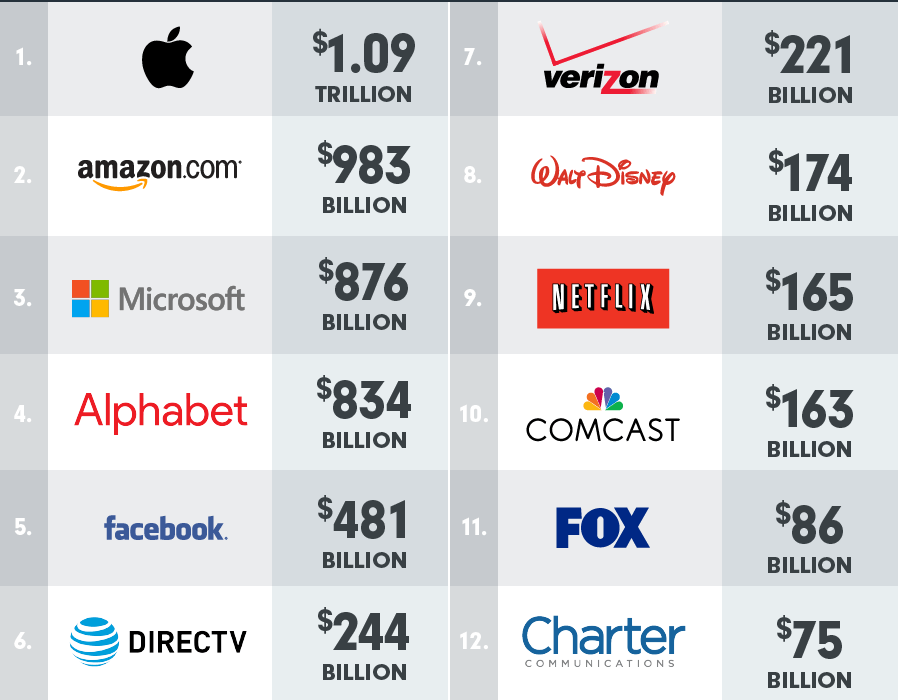 1.
$1.09
TRILLION
2.
amazon.com
$983
BILLION
3.
Microsoft
$876
BILLION
4.
Alphabet
$834
BILLION
5.
facebook.
$481
BILLION
6.
DIRECTV
$244
BILLION
7.
verizon
$221
BILLION
8.
WALT DISNEY
$174
BILLION
9.
NETFLIX
$165
BILLION
10.
COMCAST
$163
BILLION
11.
FOX
$86
BILLION
12.
Charter
COMMUNICATIONS
$75
BILLION